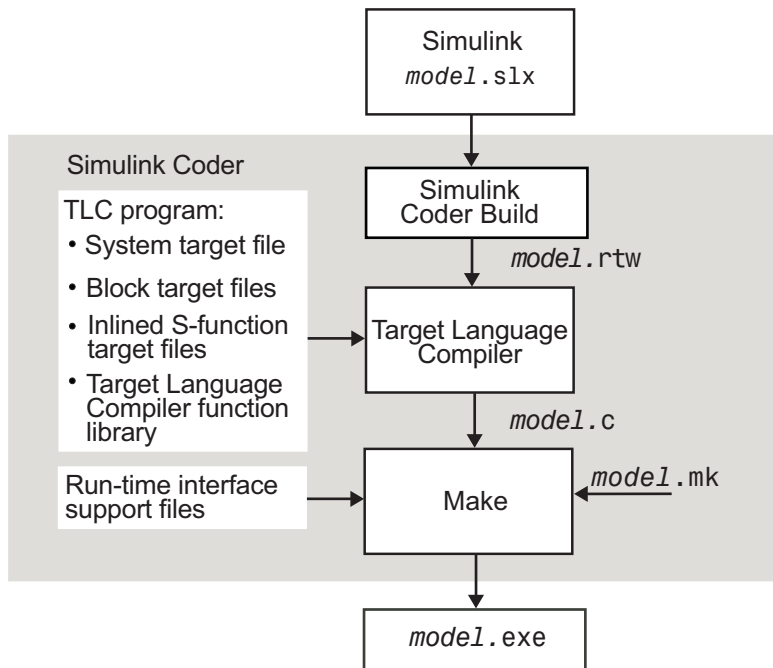 Simulink
model.slx
Simulink Coder
Simulink
Coder Build
model.rtw
TLC program:
• System target file
• Block target files
• Inlined S-function
target files
• Target Language
Compiler function
library
Target Language
Compiler
model.c
Run-time interface
support files
Make
model.mk
model.exe